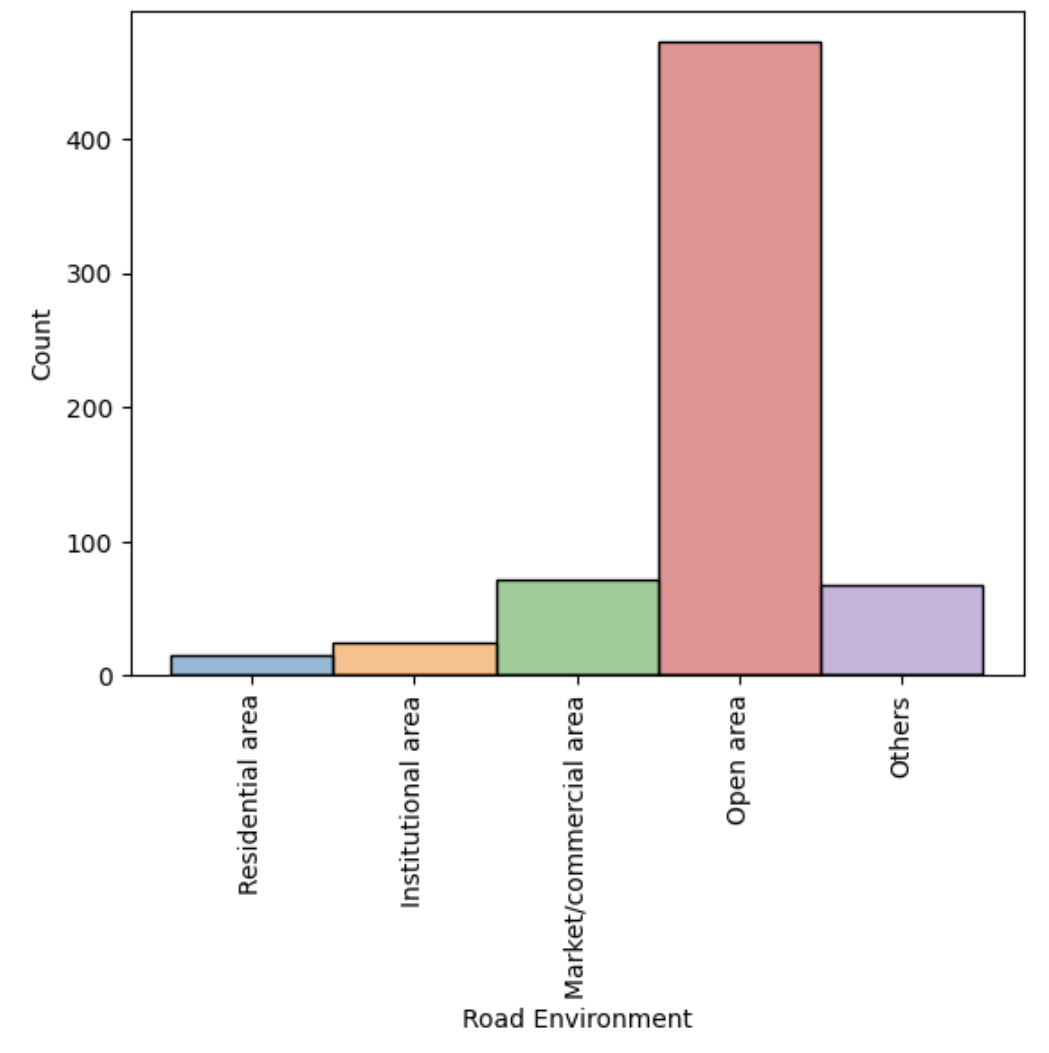 400
300
200
100
0
Count
Residential area
Institutional area
Market/commercial area
Open area
Others
Road Environment